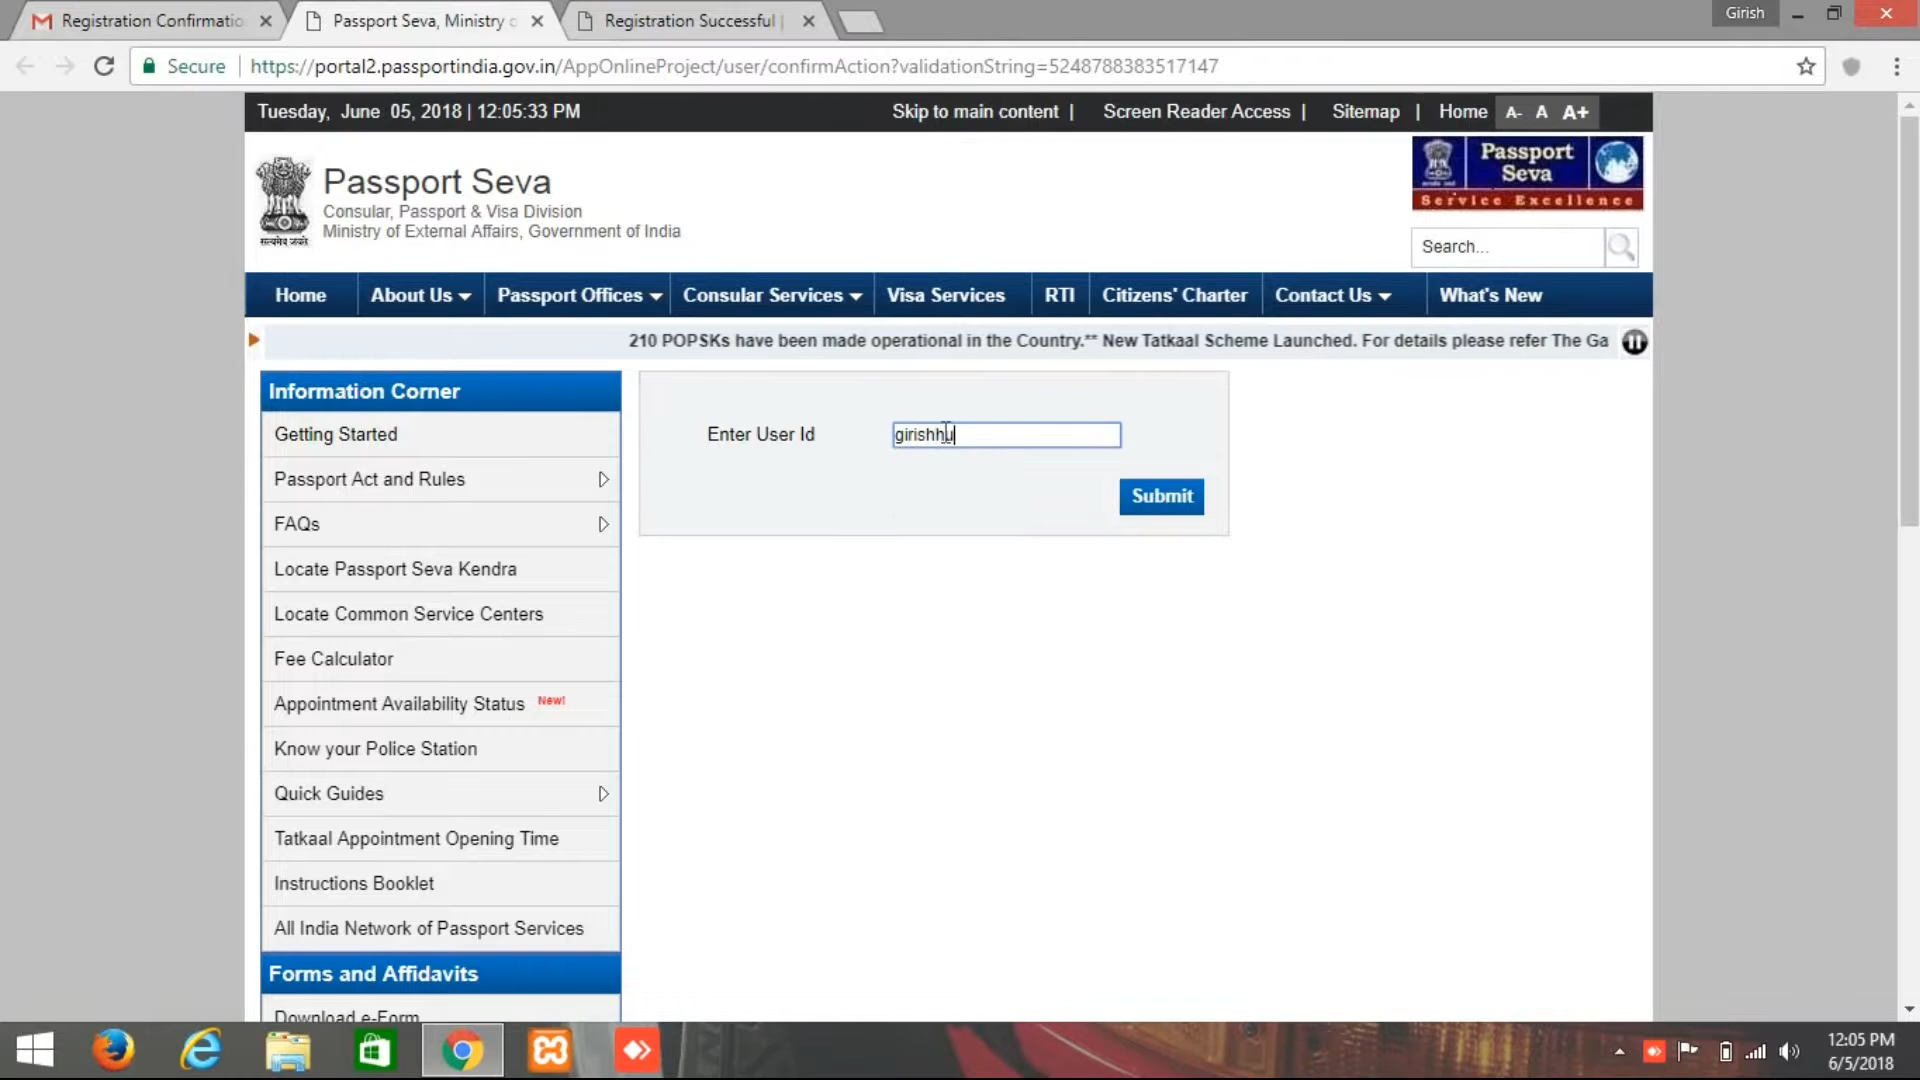 Registration Confirmatio
Passport Seva, Ministry o
Registration Successful |
Girish
Secure
https://portal2.passportindia.gov.in/AppOnlineProject/user/confirmAction?validationString=5248788383517147
Tuesday, June 05, 2018 | 12:05:33 PM
Skip to main content |
Screen Reader Access |
Sitemap |
Home
A- A A+
Passport Seva
Consular, Passport & Visa Division
Ministry of External Affairs, Government of India
सत्यमेव जयते
Passport
Seva
Service Excellence
Search...
Home
About Us
Passport Offices
Consular Services
Visa Services
RTI
Citizens' Charter
Contact Us
What's New
210 POPSKs have been made operational in the Country.** New Tatkaal Scheme Launched. For details please refer The Ga
Information Corner
Getting Started
Passport Act and Rules
FAQs
Locate Passport Seva Kendra
Locate Common Service Centers
Fee Calculator
Appointment Availability Status New!
Know your Police Station
Quick Guides
Tatkaal Appointment Opening Time
Instructions Booklet
All India Network of Passport Services
Forms and Affidavits
Download e-Form
Enter User Id
girishhu
Submit
12:05 PM
6/5/2018